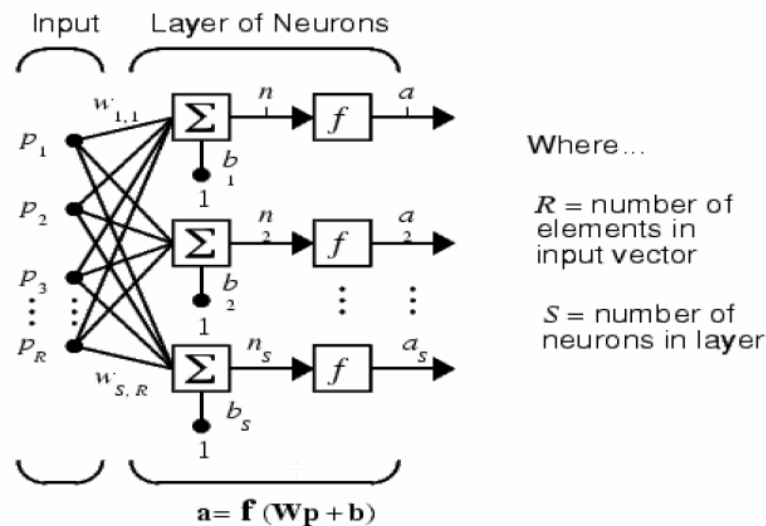 Input Layer of Neurons
w1,1 n1 a1
Σ f
p1
b1
1
p2
n2 a2
Σ f
p3
b2
1
pR
nS aS
Σ f
wS,R
bS
1
a= f (Wp + b)
Where...
R = number of
elements in
input vector
S = number of
neurons in layer